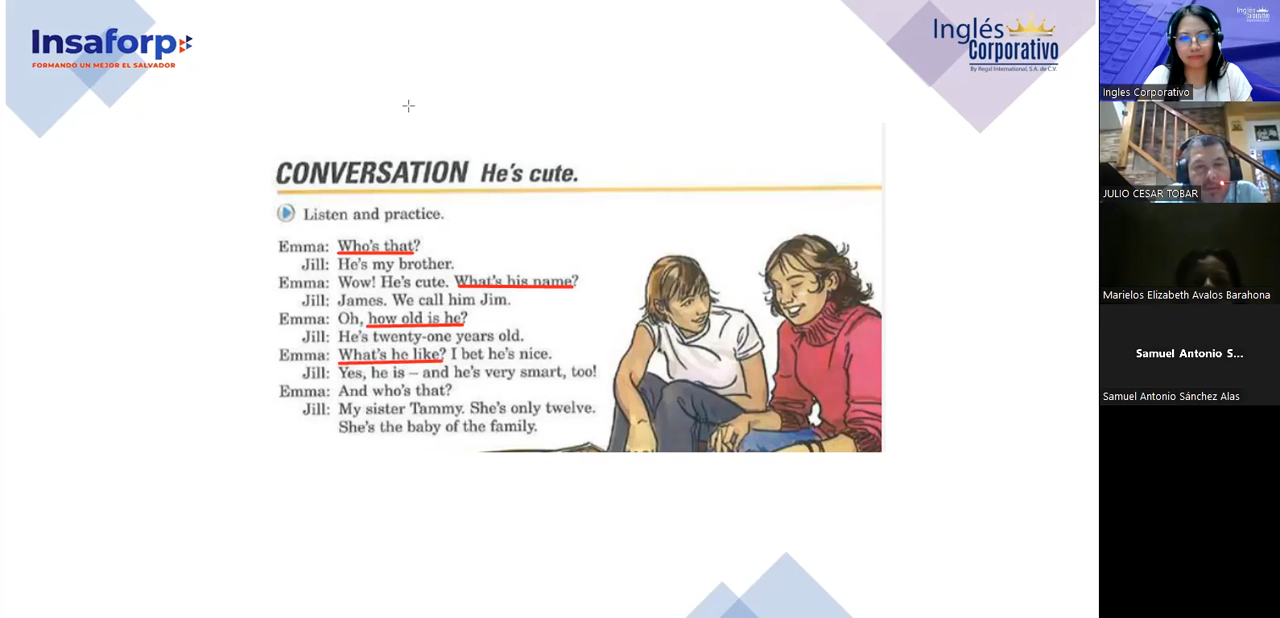 Insaforp
FORMANDO UN MEJOR EL SALVADOR
Inglés
Corporativo
By Regal International, S.A. de C.V.
CONVERSATION He's cute.
Listen and practice.
Emma: Who's that?
Jill: He's my brother.
Emma: Wow! He's cute. What's his name?
Jill: James. We call him Jim.
Emma: Oh, how old is he?
Jill: He's twenty-one years old.
Emma: What's he like? I bet he's nice.
Jill: Yes, he is – and he's very smart, too!
Emma: And who's that?
Jill: My sister Tammy. She's only twelve.
She's the baby of the family.
Inglés
Corporativo
Ingles Corporativo
JULIO CESAR TOBAR
Marielos Elizabeth Avalos Barahona
Samuel Antonio S...
Samuel Antonio Sánchez Alas